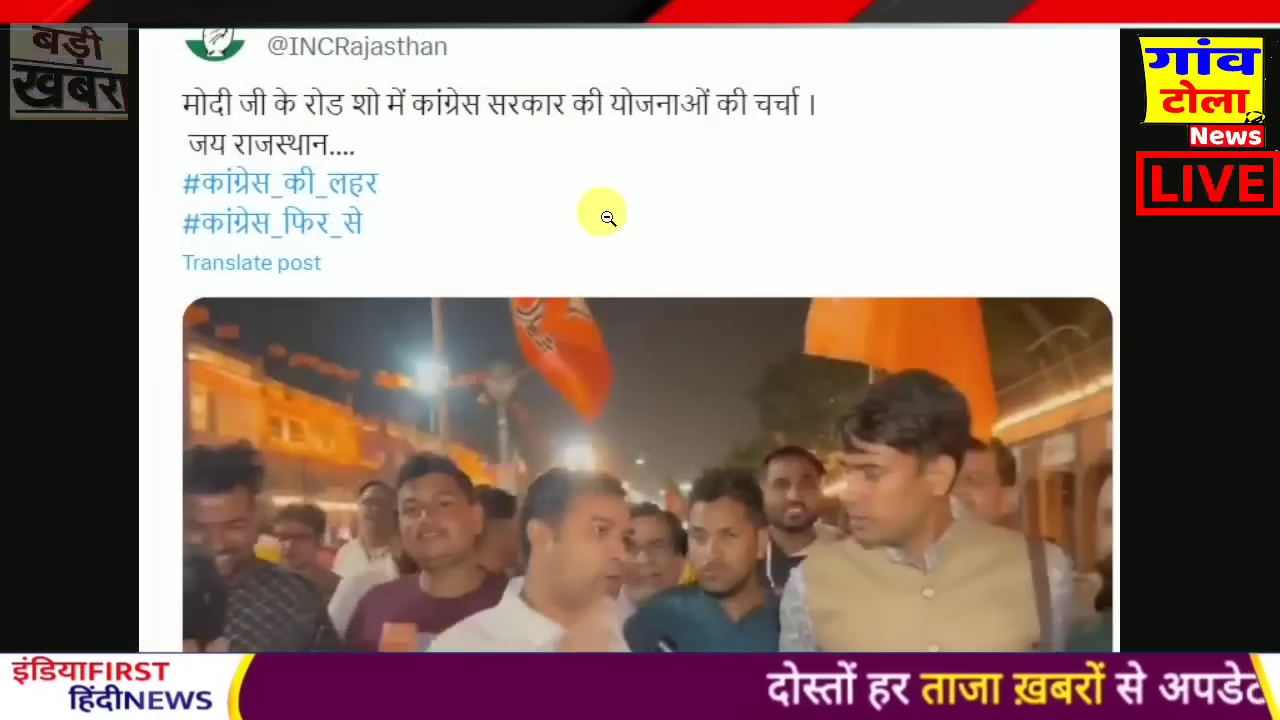 बड़ी
खबर
@INCRajasthan
मोदी जी के रोड शो में कांग्रेस सरकार की योजनाओं की चर्चा ।
जय राजस्थान....
#कांग्रेस_की_लहर
#कांग्रेस_फिर_से
Translate post
गांव
टोला
News
LIVE
इंडियाFIRST
हिंदीNEWS
दोस्तों हर ताजा ख़बरों से अपडेट